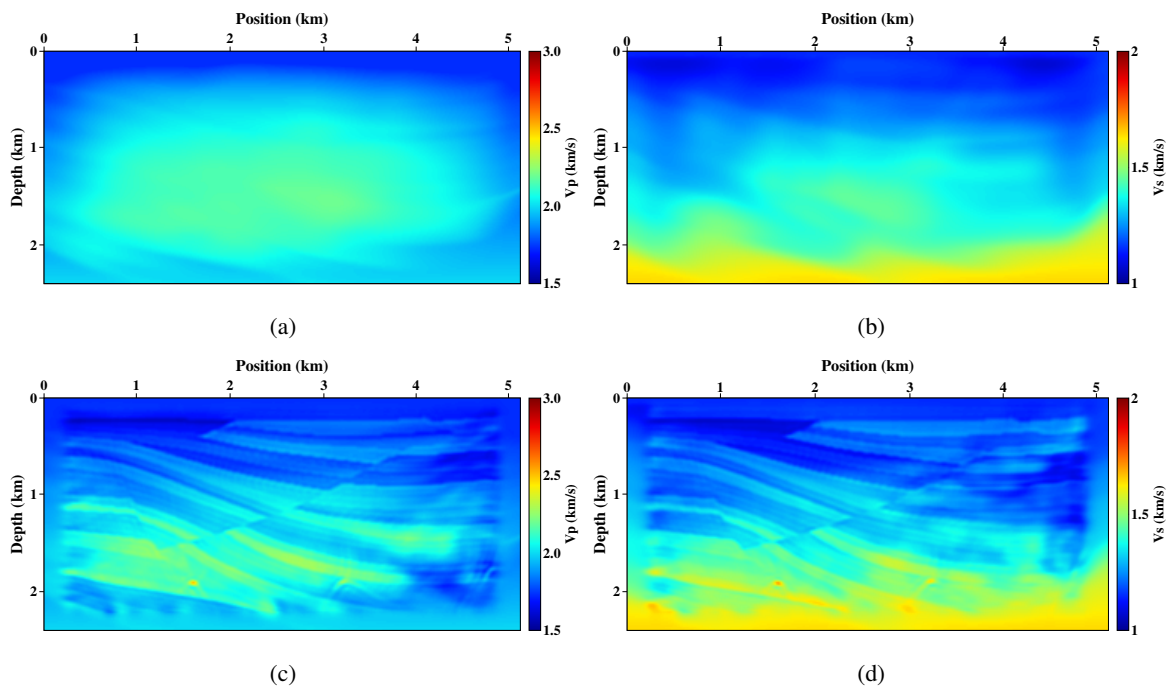 Position (km)
0 1 2 3 4 5
Depth (km)
0
1
2
3.0
2.5
2.0
1.5
Vp (km/s)
(a)
Position (km)
0 1 2 3 4 5
Depth (km)
0
1
2
2
1.5
1
Vs (km/s)
(b)
Position (km)
0 1 2 3 4 5
Depth (km)
0
1
2
3.0
2.5
2.0
1.5
Vp (km/s)
(c)
Position (km)
0 1 2 3 4 5
Depth (km)
0
1
2
2
1.5
1
Vs (km/s)
(d)